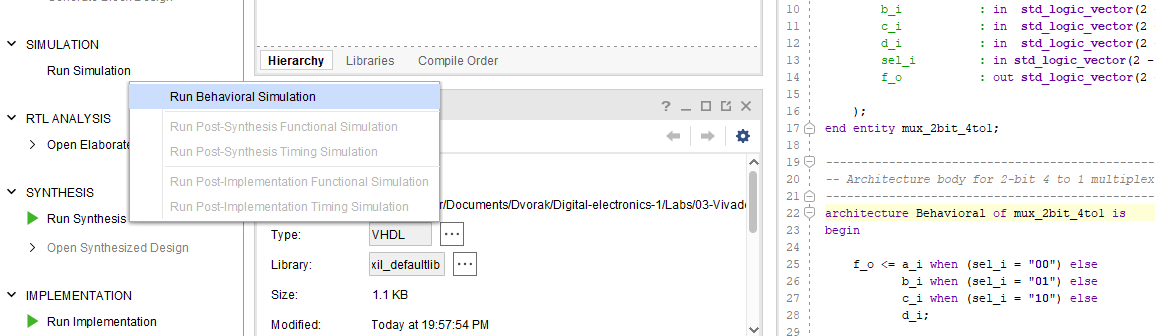 Generate Block Design
SIMULATION
Run Simulation
Run Behavioral Simulation
Run Post-Synthesis Functional Simulation
Run Post-Synthesis Timing Simulation
Run Post-Implementation Functional Simulation
Run Post-Implementation Timing Simulation
RTL ANALYSIS
Open Elaborate
SYNTHESIS
Run Synthesis
Open Synthesized Design
IMPLEMENTATION
Run Implementation
Hierarchy Libraries Compile Order
?
r/Documents/Dvorak/Digital-electronics-1/Labs/03-Vivad
Type: VHDL ...
Library: xil_defaultlib ...
Size: 1.1 KB
Modified: Today at 19:57:54 PM
10 b_i : in std_logic_vector(2
11 c_i : in std_logic_vector(2
12 d_i : in std_logic_vector(2
13 sel_i : in std_logic_vector(2 -
14 f_o : out std_logic_vector(2
15
16 );
17 end entity mux_2bit_4to1;
18
19 ------------------------------------------------
20 -- Architecture body for 2-bit 4 to 1 multiplex
21 ------------------------------------------------
22 architecture Behavioral of mux_2bit_4to1 is
23 begin
24
25 f_o <= a_i when (sel_i = "00") else
26 b_i when (sel_i = "01") else
27 c_i when (sel_i = "10") else
28 d_i;
29